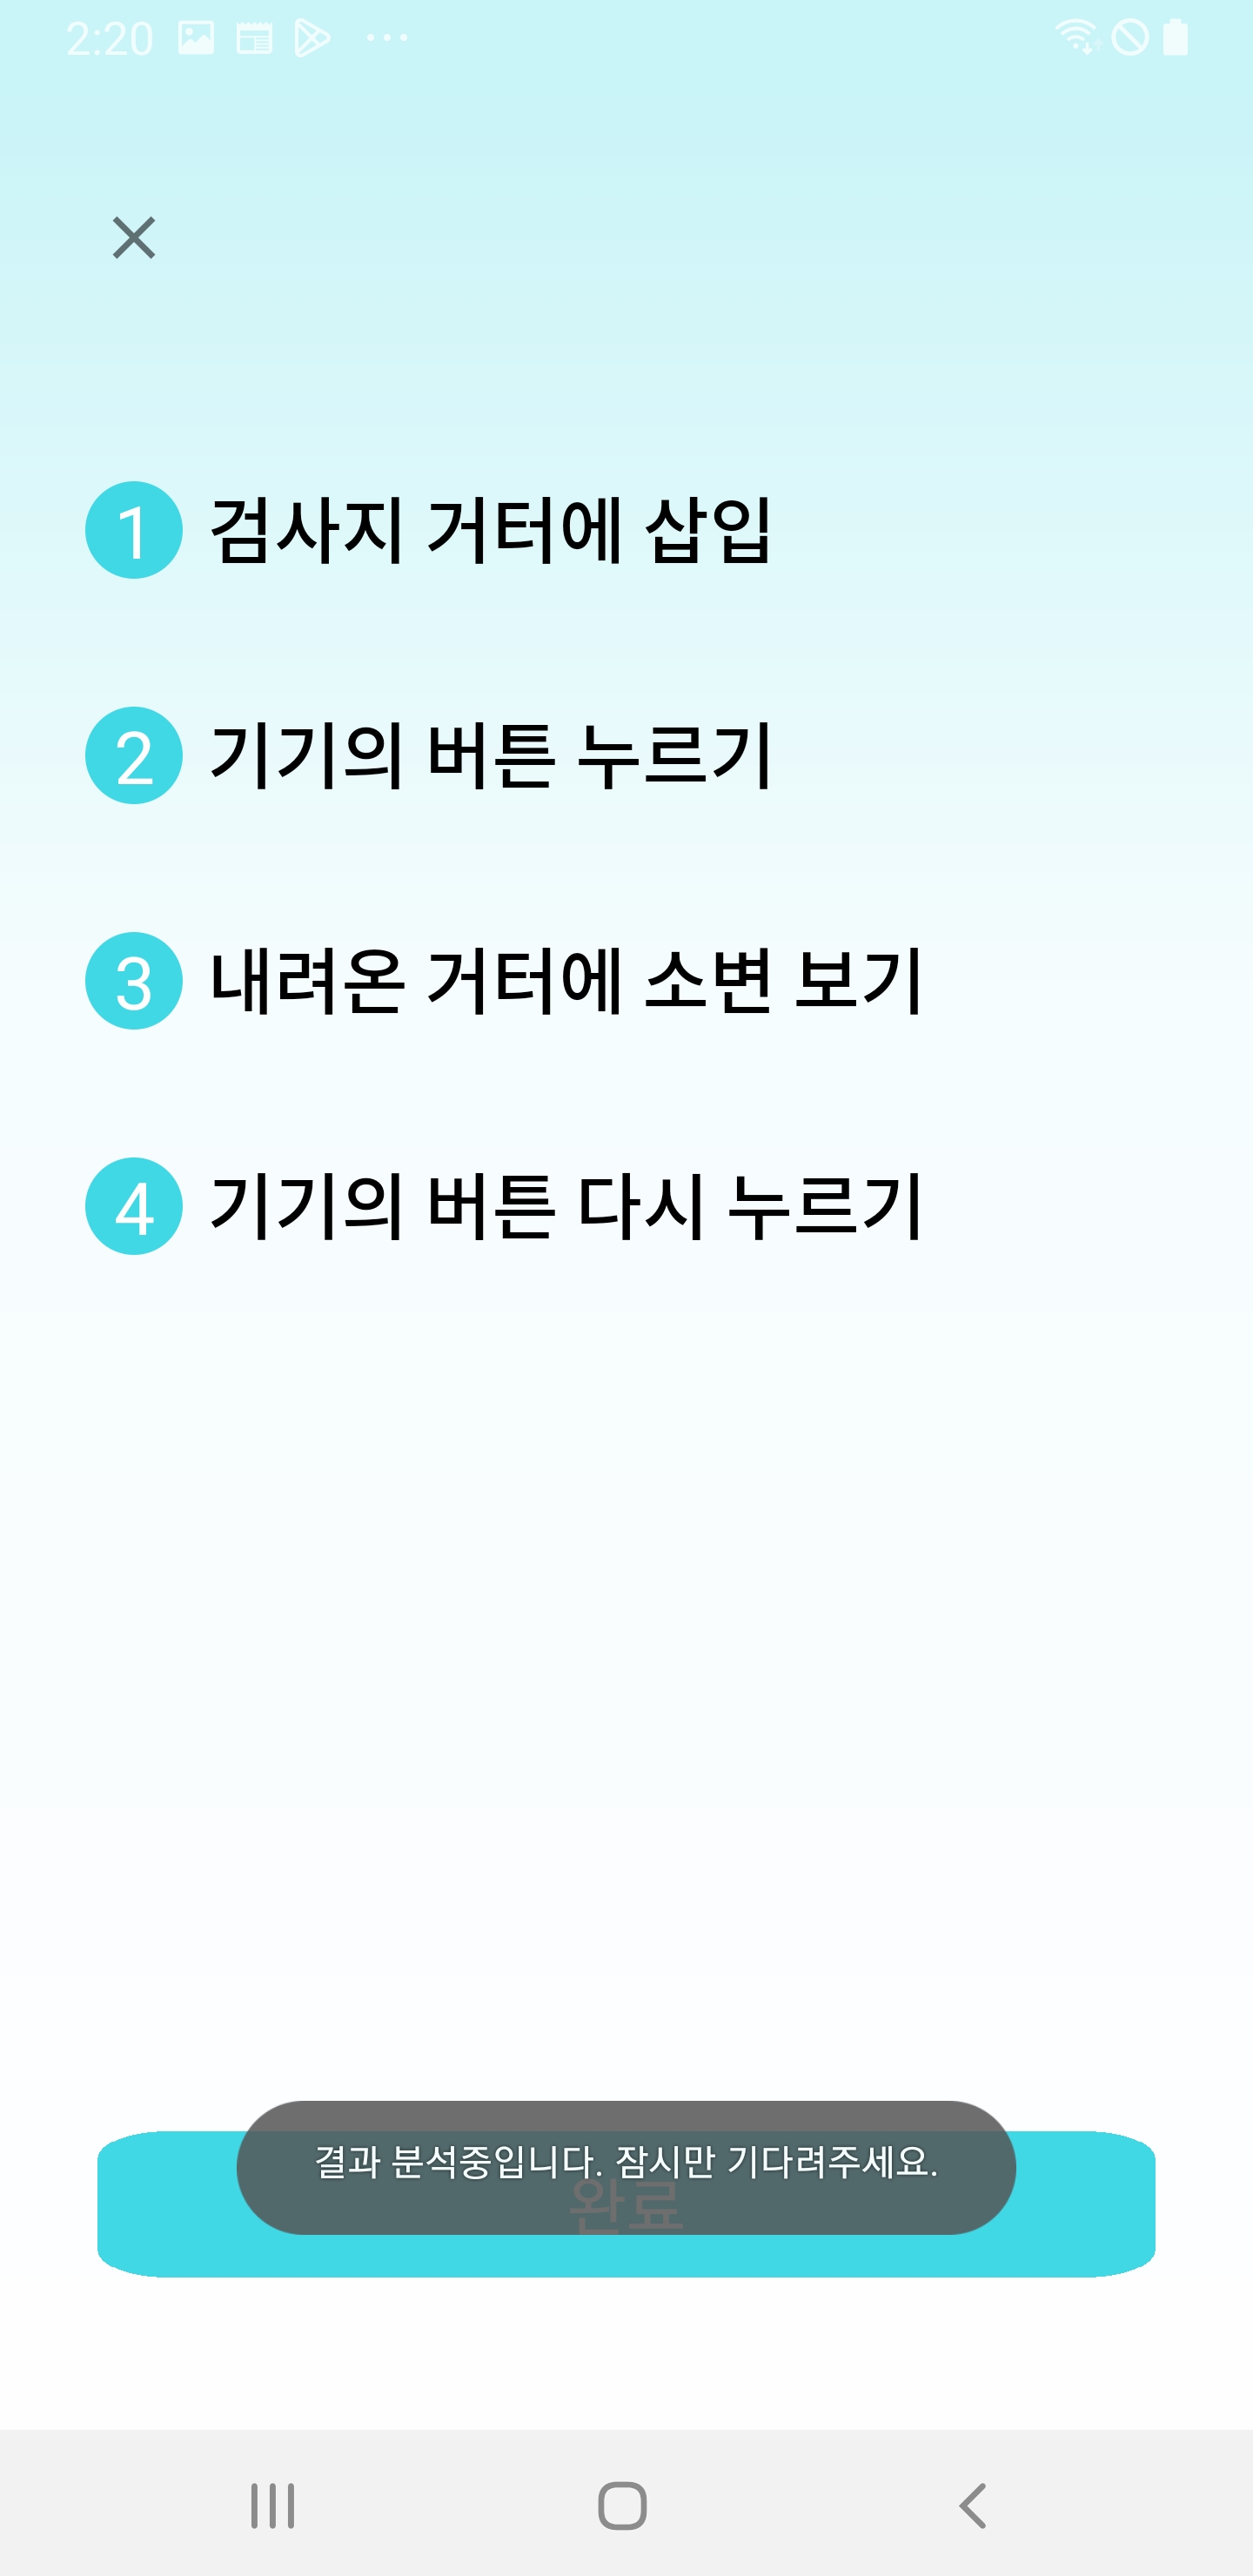 2:20
1 검사지 거터에 삽입
2 기기의 버튼 누르기
3 내려온 거터에 소변 보기
4 기기의 버튼 다시 누르기
결과 분석중입니다. 잠시만 기다려주세요.
완료